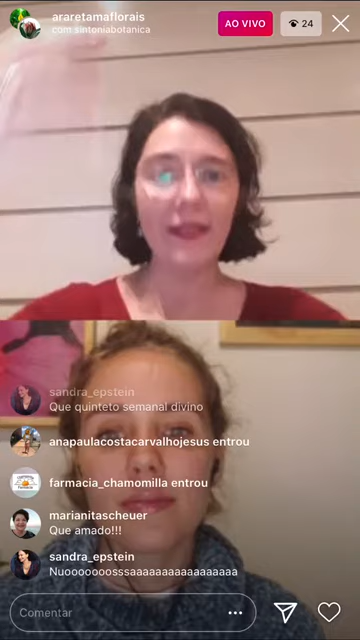 araretamaflorais
com sintoniabotanica
AO VIVO
24
sandra_epstein
Que quinteto semanal divino
anapaulacostacarvalhojesus entrou
farmacia_chamomilla entrou
marianitascheuer
Que amado!!!
sandra_epstein
Nuooooooosssaaaaaaaaaaaaaaaaa
Comentar